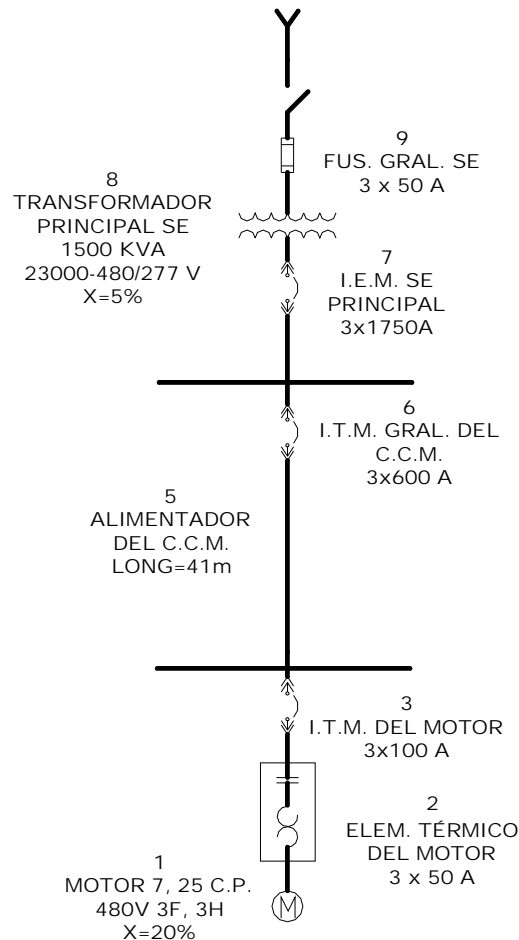 9
FUS. GRAL. SE
3 x 50 A
8
TRANSFORMADOR
PRINCIPAL SE
1500 KVA
23000-480/277 V
X=5%
7
I.E.M. SE
PRINCIPAL
3x1750A
6
I.T.M. GRAL. DEL
C.C.M.
3x600 A
5
ALIMENTADOR
DEL C.C.M.
LONG=41m
3
I.T.M. DEL MOTOR
3x100 A
2
ELEM. TÉRMICO
DEL MOTOR
3 x 50 A
1
MOTOR 7, 25 C.P.
480V 3F, 3H
X=20%
M